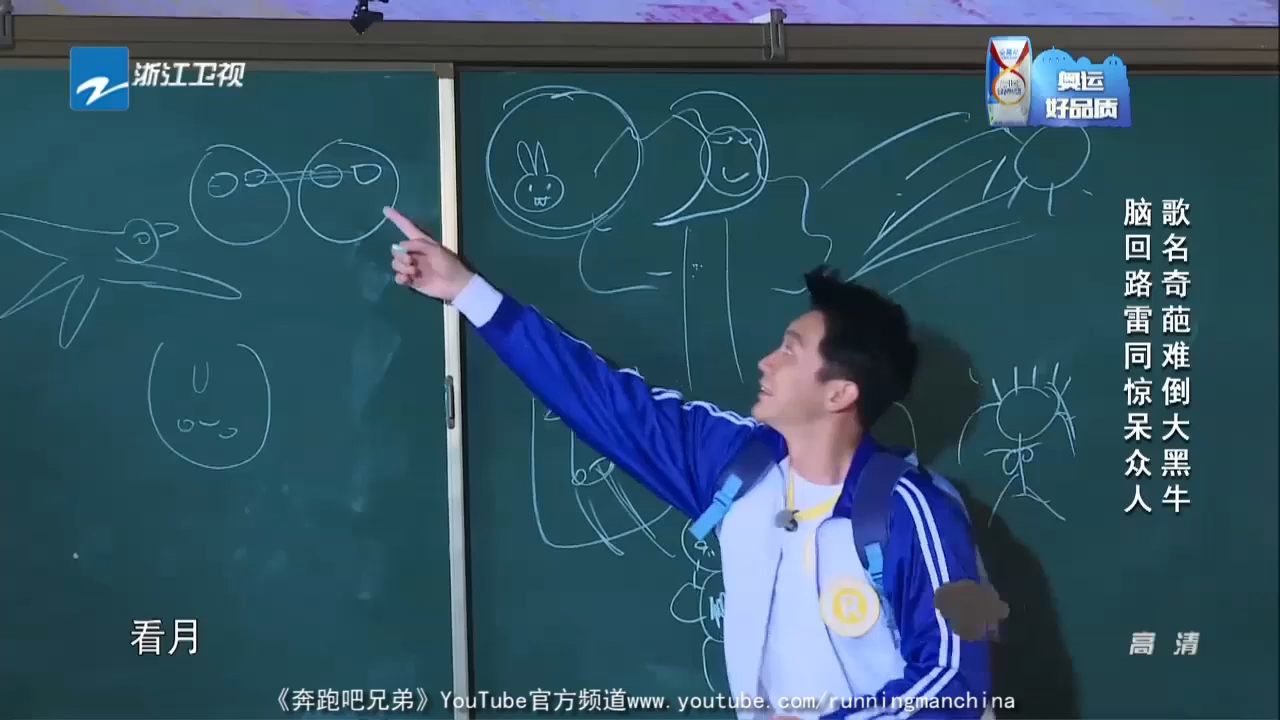 浙江卫视
奥运
好品质
歌名奇葩难倒大黑牛
脑回路雷同惊呆众人
看月
高 清
《奔跑吧兄弟》YouTube官方频道www.youtube.com/runningmanchina